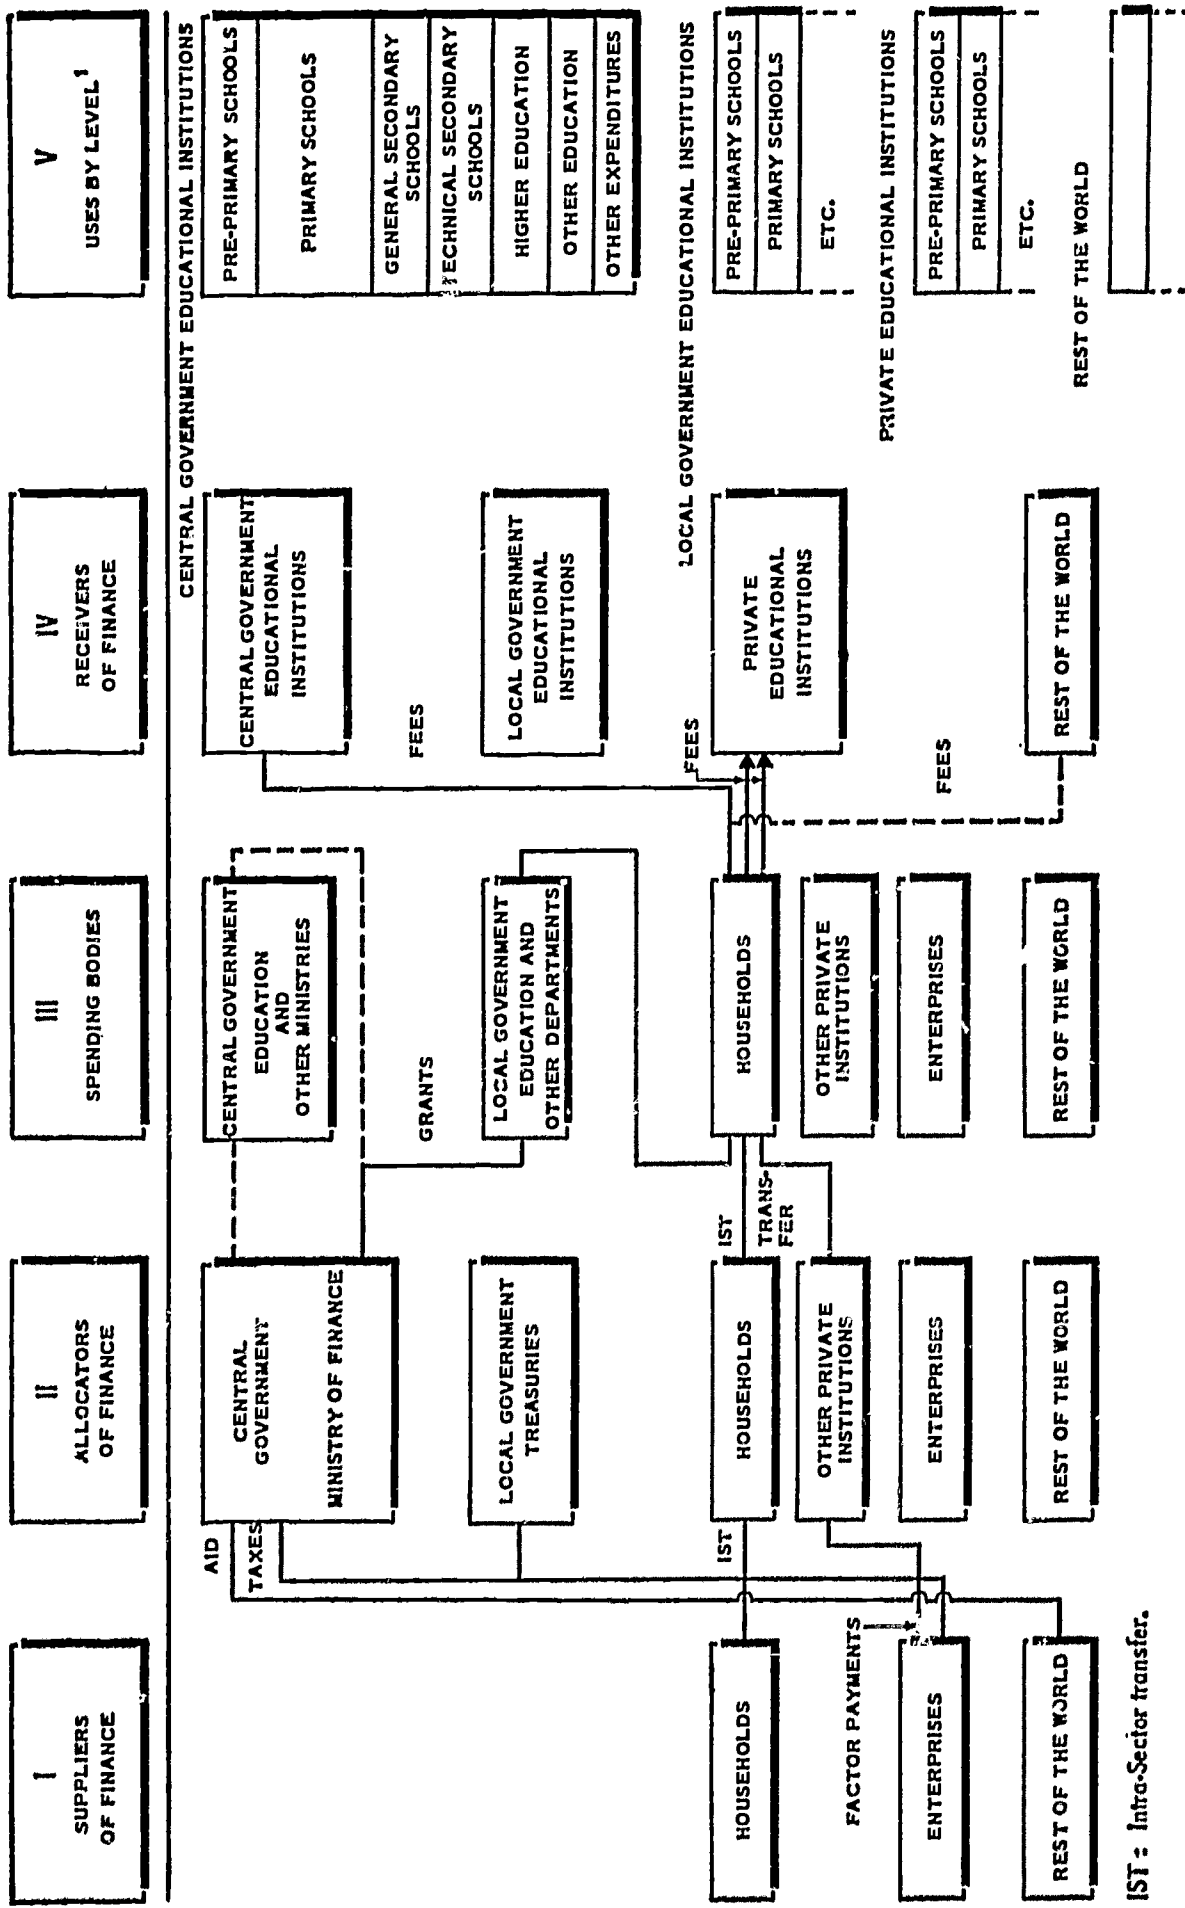 I
SUPPLIERS
OF FINANCE
II
ALLOCATORS
OF FINANCE
III
SPENDING BODIES
IV
RECEIVERS
OF FINANCE
V
USES BY LEVEL 1
CENTRAL GOVERNMENT EDUCATIONAL INSTITUTIONS
AID
TAXES
CENTRAL
GOVERNMENT
MINISTRY OF FINANCE
CENTRAL GOVERNMENT
EDUCATION
AND
OTHER MINISTRIES
CENTRAL GOVERNMENT
EDUCATIONAL
INSTITUTIONS
PRE-PRIMARY SCHOOLS
PRIMARY SCHOOLS
GENERAL SECONDARY
SCHOOLS
TECHNICAL SECONDARY
SCHOOLS
HIGHER EDUCATION
OTHER EDUCATION
OTHER EXPENDITURES
GRANTS
FEES
LOCAL GOVERNMENT
TREASURIES
LOCAL GOVERNMENT
EDUCATION AND
OTHER DEPARTMENTS
LOCAL GOVERNMENT
EDUCATIONAL
INSTITUTIONS
LOCAL GOVERNMENT EDUCATIONAL INSTITUTIONS
FEES
HOUSEHOLDS
IST
HOUSEHOLDS
IST
TRANS-
FER
HOUSEHOLDS
PRIVATE
EDUCATIONAL
INSTITUTIONS
PRE-PRIMARY SCHOOLS
PRIMARY SCHOOLS
ETC.
OTHER PRIVATE
INSTITUTIONS
OTHER PRIVATE
INSTITUTIONS
FACTOR PAYMENTS
PRIVATE EDUCATIONAL INSTITUTIONS
ENTERPRISES
ENTERPRISES
ENTERPRISES
FEES
PRE-PRIMARY SCHOOLS
PRIMARY SCHOOLS
ETC.
REST OF THE WORLD
REST OF THE WORLD
REST OF THE WORLD
REST OF THE WORLD
REST OF THE WORLD
IST = Intra-Sector transfer.